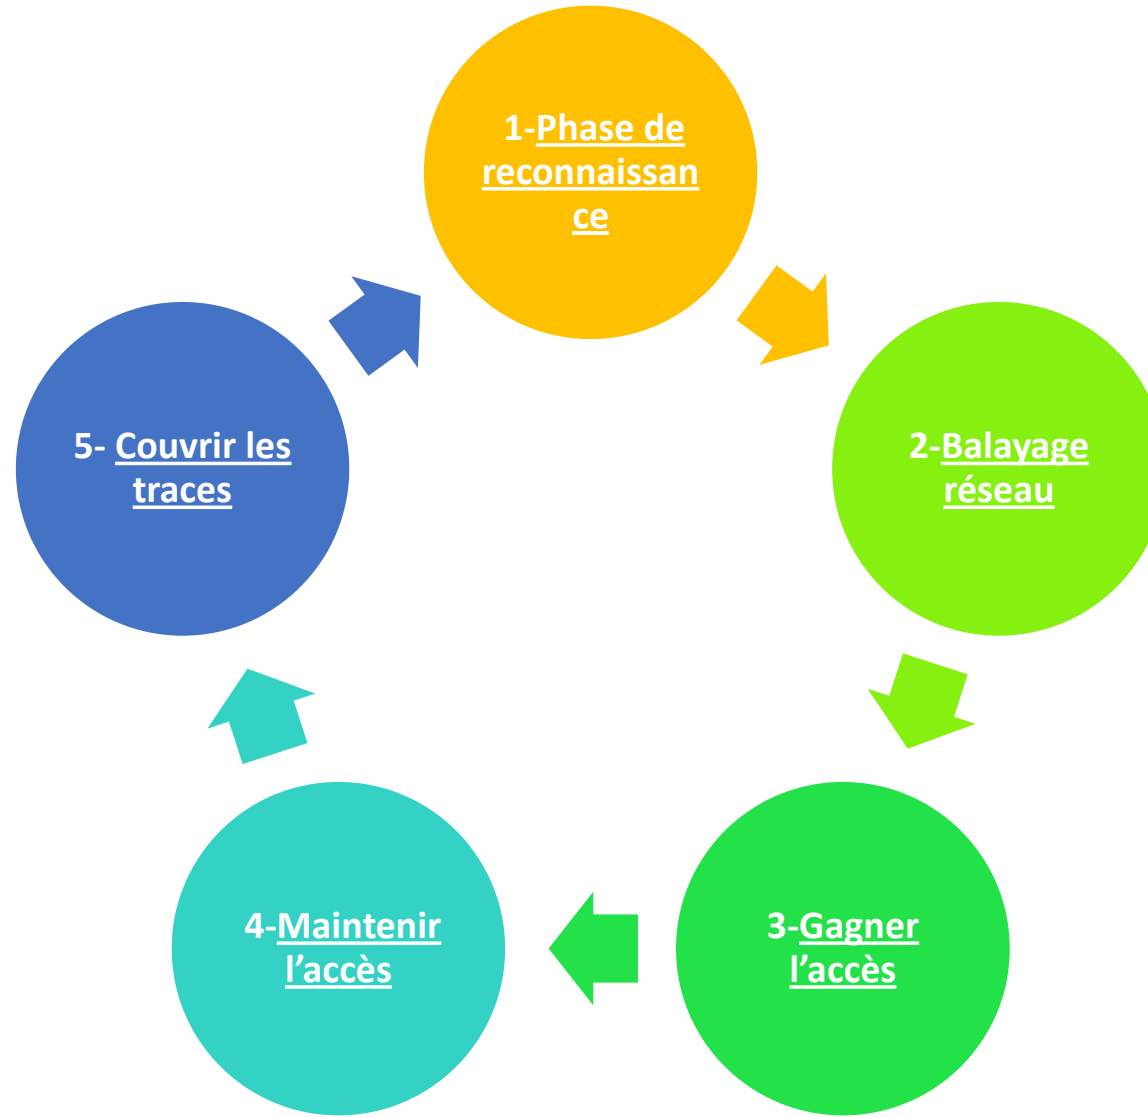 1-Phase de
reconnaissan
ce
2-Balayage
réseau
3-Gagner
l’accès
4-Maintenir
l’accès
5- Couvrir les
traces